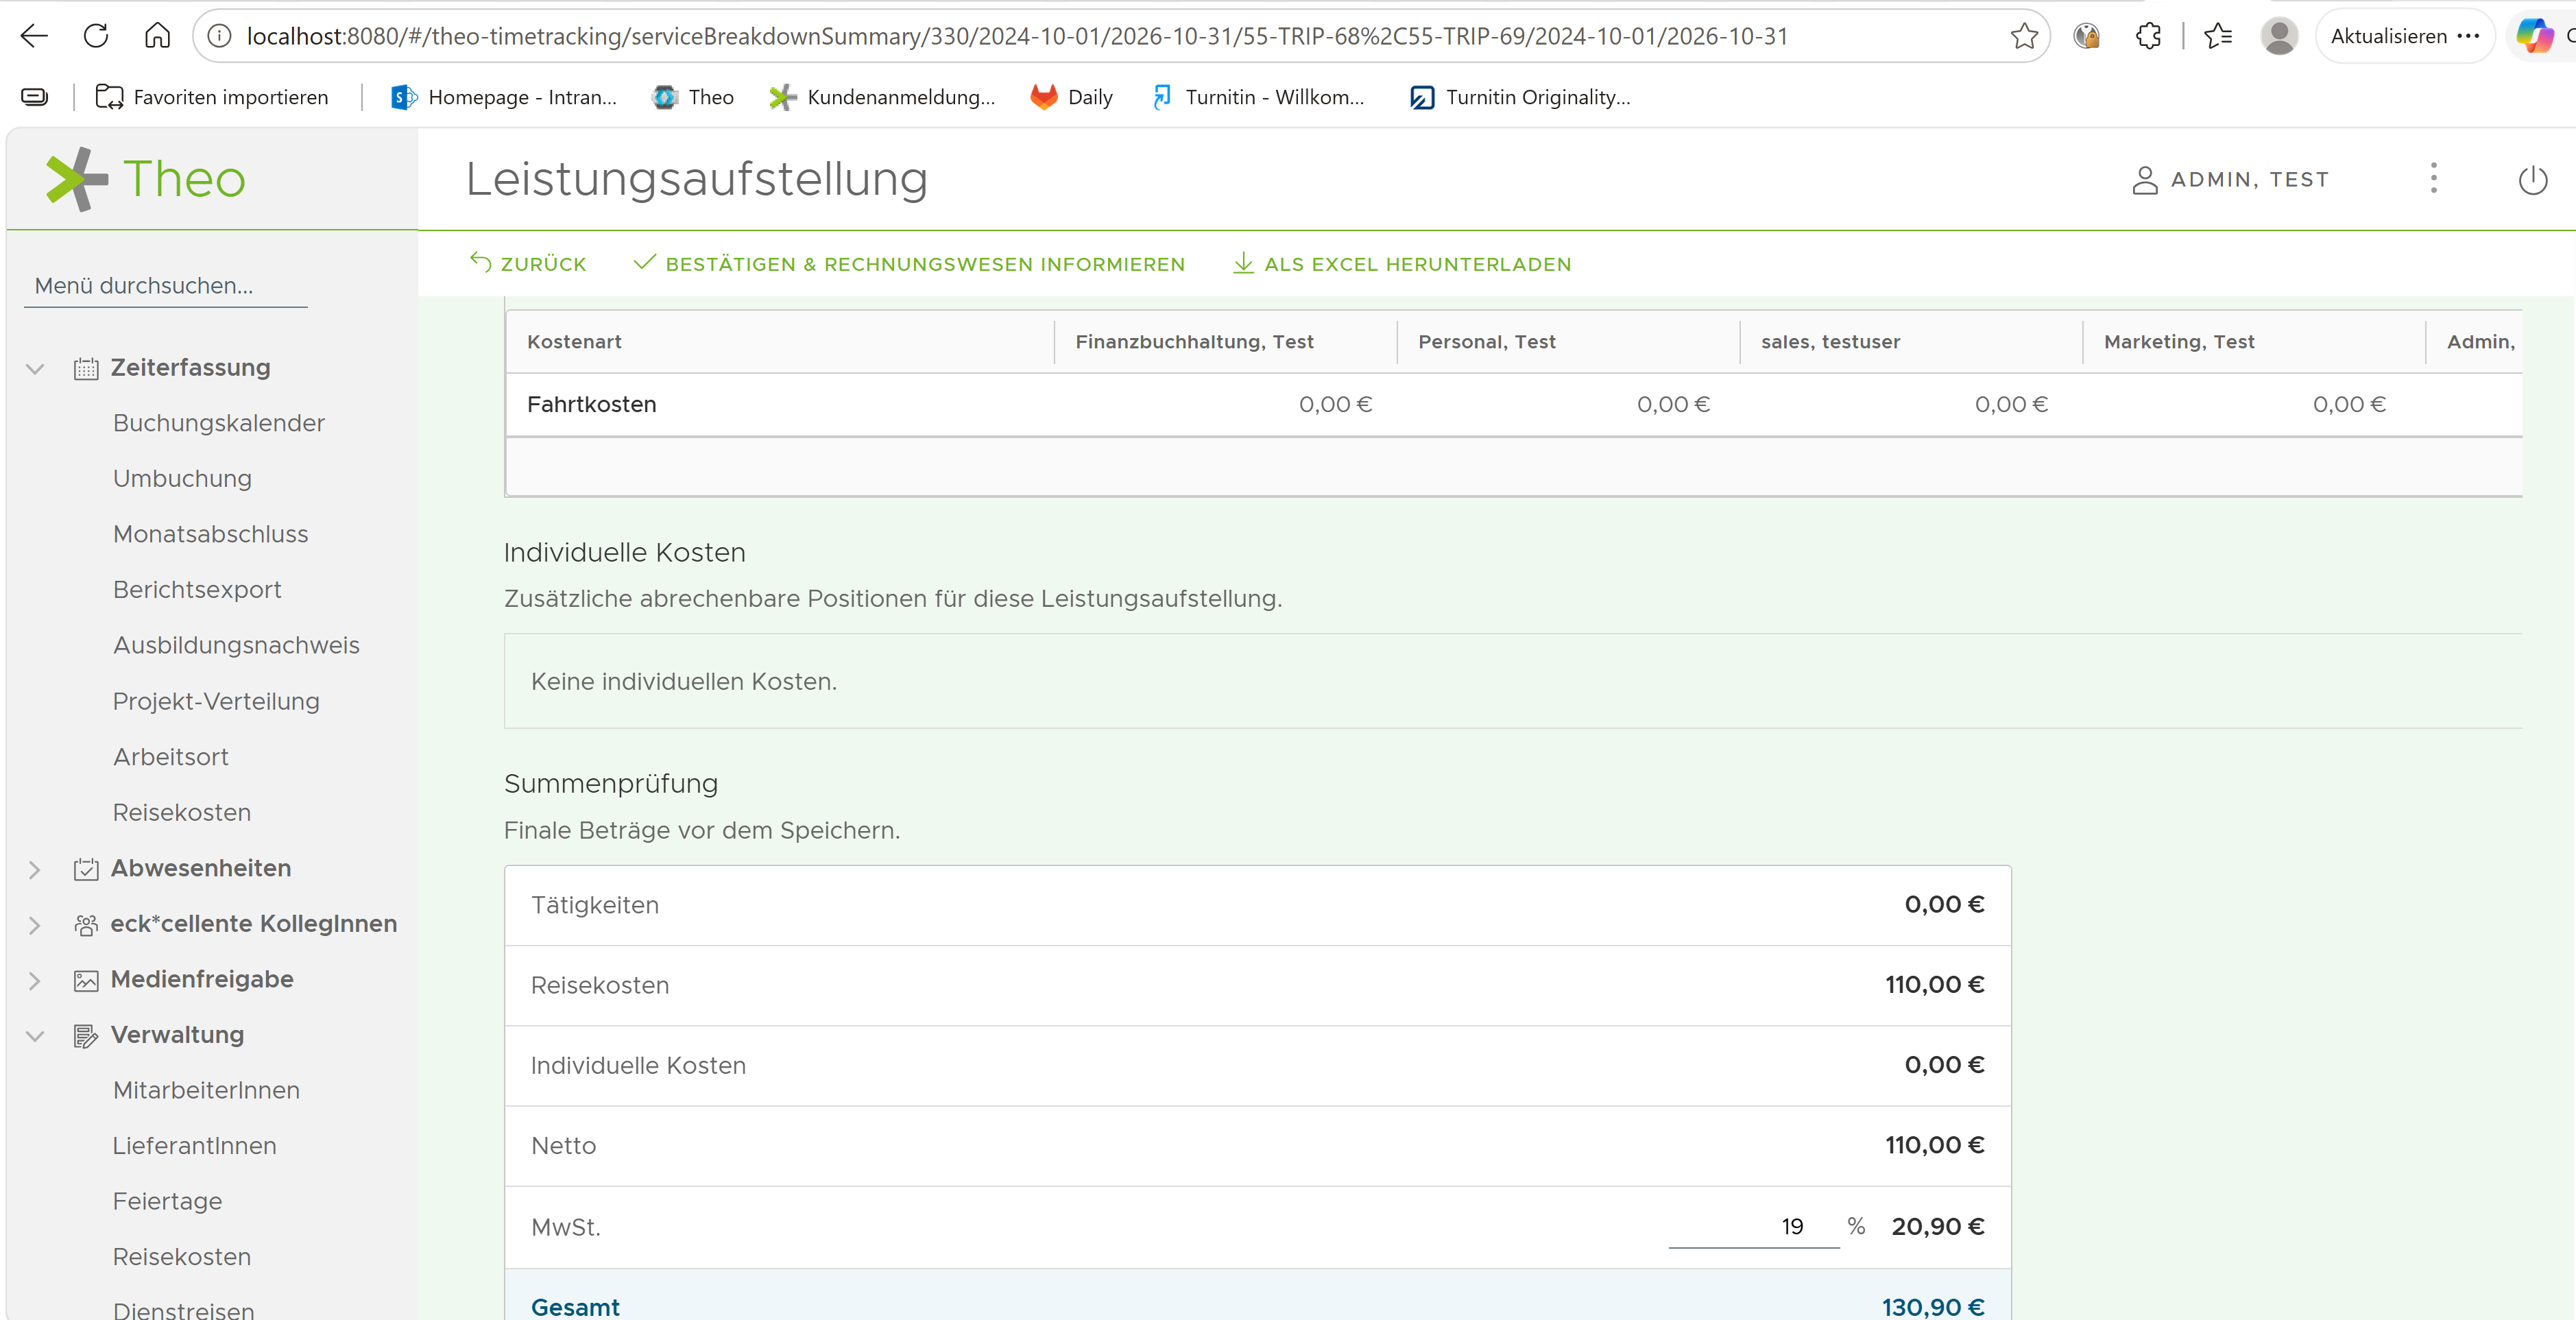 localhost:8080/#/theo-timetracking/serviceBreakdownSummary/330/2024-10-01/2026-10-31/55-TRIP-68%2C55-TRIP-69/2024-10-01/2026-10-31
Aktualisieren
Favoriten importieren
Homepage - Intran...
Theo
Kundenanmeldung...
Daily
Turnitin - Willkom...
Turnitin Originality...
Theo
Leistungsaufstellung
ADMIN, TEST
ZURÜCK
BESTÄTIGEN & RECHNUNGSWESEN INFORMIEREN
ALS EXCEL HERUNTERLADEN
Menü durchsuchen...
Zeiterfassung
Buchungskalender
Umbuchung
Monatsabschluss
Berichtsexport
Ausbildungsnachweis
Projekt-Verteilung
Arbeitsort
Reisekosten
Abwesenheiten
eck*cellente KollegInnen
Medienfreigabe
Verwaltung
MitarbeiterInnen
LieferantInnen
Feiertage
Reisekosten
Dienstreisen
Kostenart Finanzbuchhaltung, Test Personal, Test sales, testuser Marketing, Test Admin,
Fahrtkosten 0,00 € 0,00 € 0,00 € 0,00 €
Individuelle Kosten
Zusätzliche abrechenbare Positionen für diese Leistungsaufstellung.
Keine individuellen Kosten.
Summenprüfung
Finale Beträge vor dem Speichern.
Tätigkeiten 0,00 €
Reisekosten 110,00 €
Individuelle Kosten 0,00 €
Netto 110,00 €
MwSt. 19 % 20,90 €
Gesamt 130,90 €